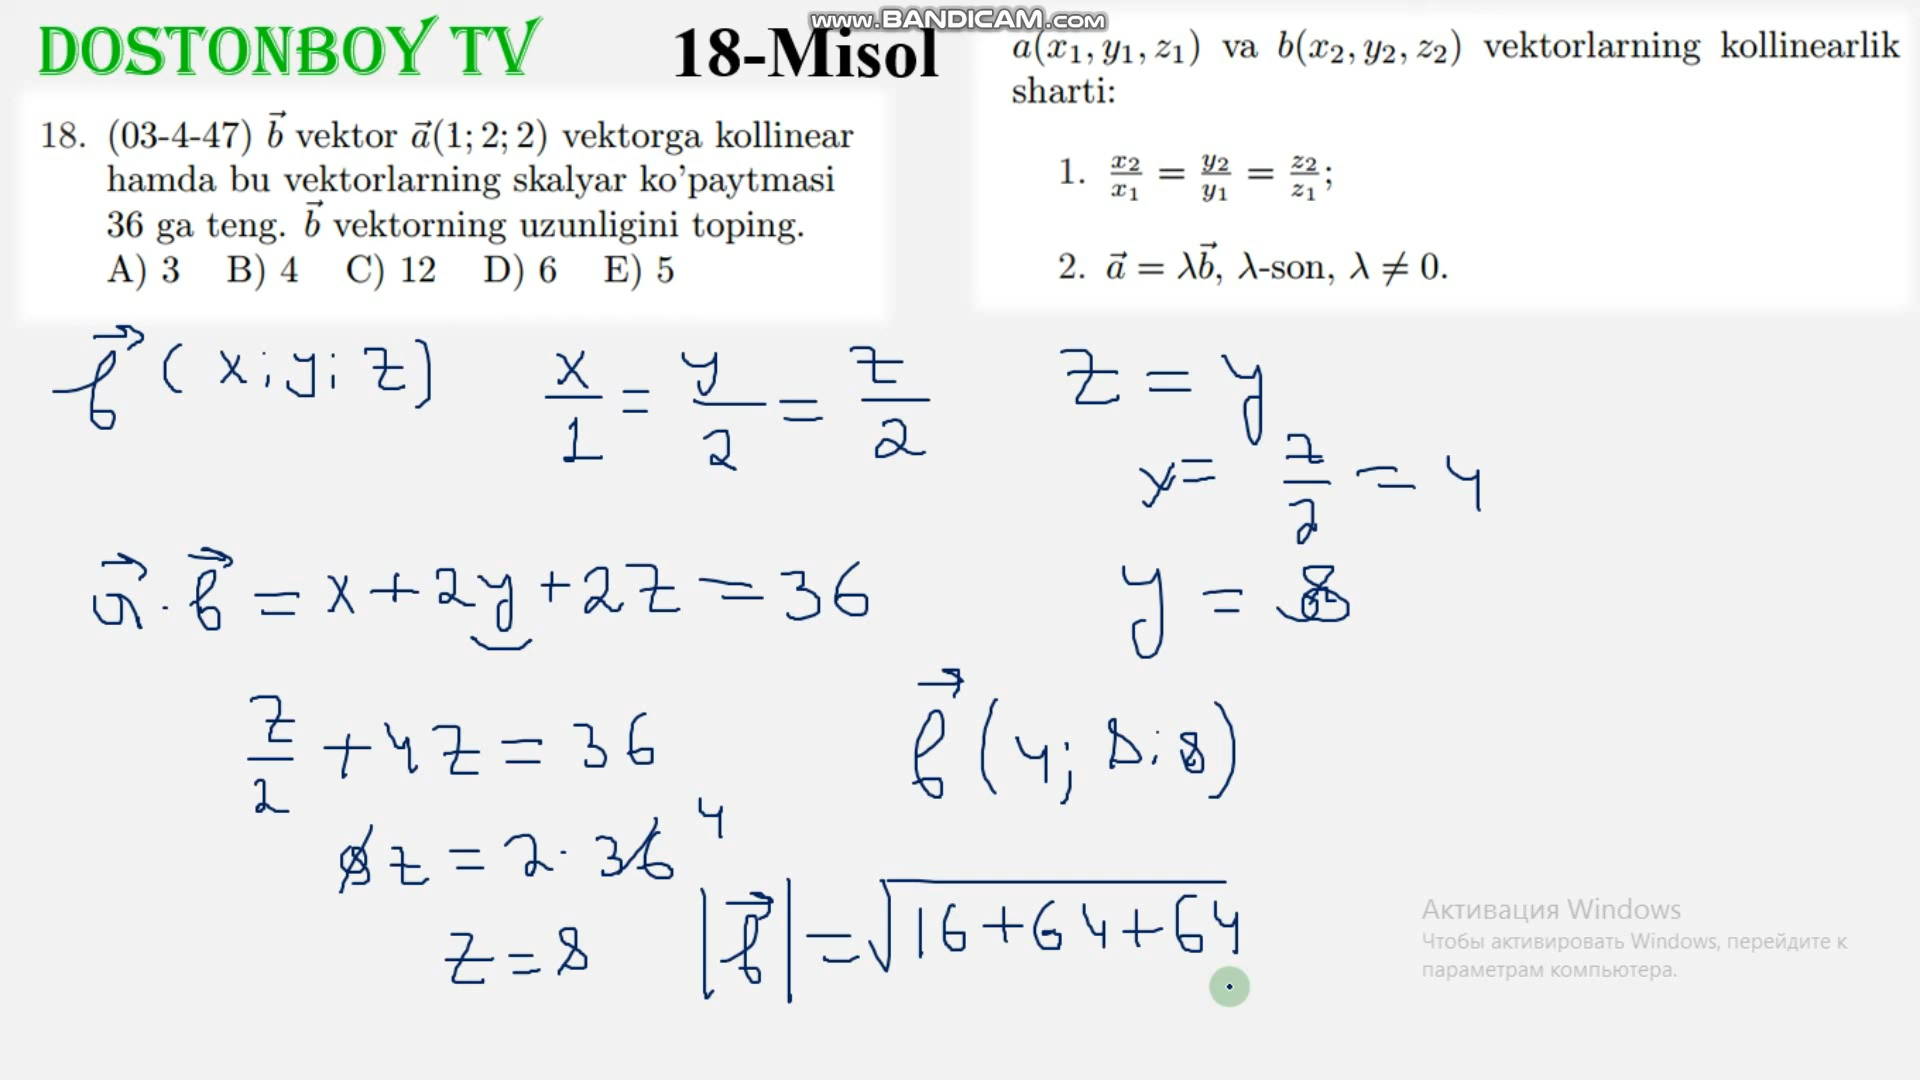 www.BANDICAM.com
DOSTONBOY TV
18-Misol
18. (03-4-47) b⃗ vektor a⃗(1; 2; 2) vektorga kollinear
hamda bu vektorlarning skalyar ko'paytmasi
36 ga teng. b⃗ vektorning uzunligini toping.
A) 3 B) 4 C) 12 D) 6 E) 5
a(x₁, y₁, z₁) va b(x₂, y₂, z₂) vektorlarning kollinearlik
sharti:
1. x₂/x₁ = y₂/y₁ = z₂/z₁;
2. a⃗ = λb⃗, λ-son, λ ≠ 0.
b⃗ (x; y; z) x/1 = y/2 = z/2
z = y
x = z/2 = 4
a⃗ · b⃗ = x + 2y + 2z = 36
y = 8
z/2 + 4z = 36
b⃗ (4; 8; 8)
9z = 2 · 36 4
z = 8
|b⃗| = √16 + 64 + 64
Активация Windows
Чтобы активировать Windows, перейдите к
параметрам компьютера.